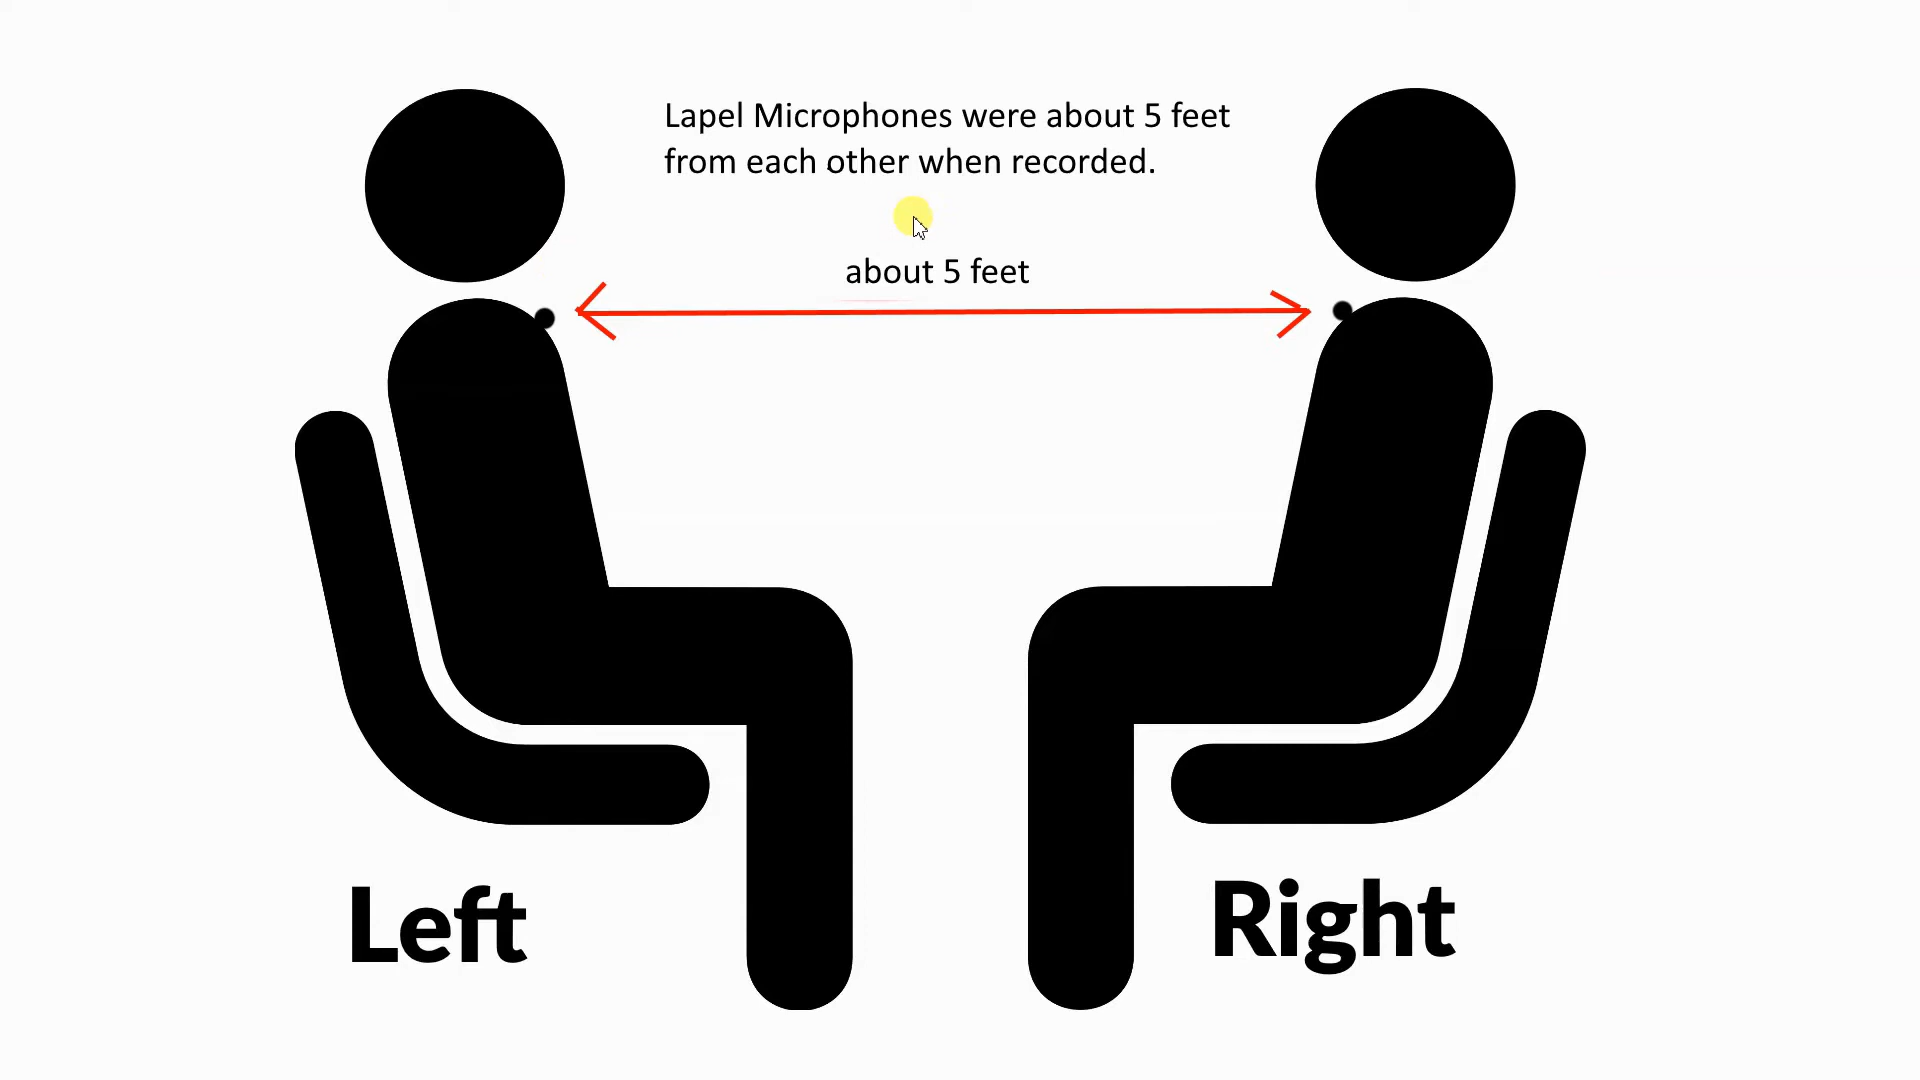 Lapel Microphones were about 5 feet
from each other when recorded.
about 5 feet
Left
Right